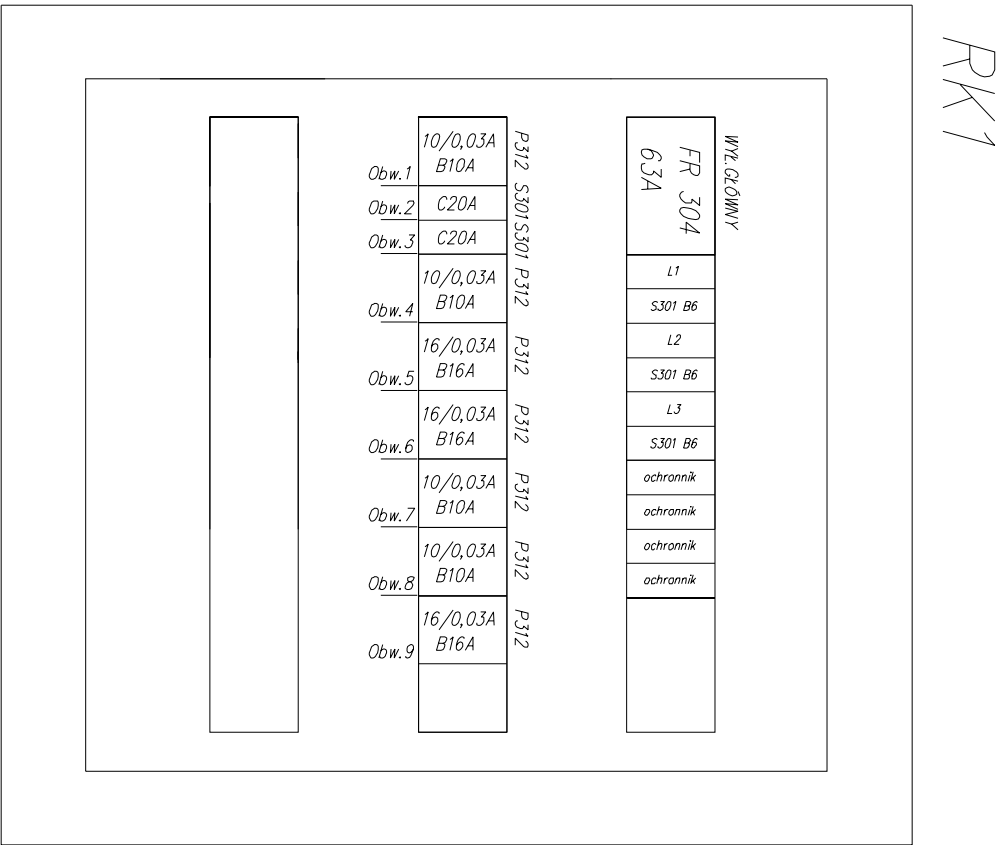 RK1
WYŁ.GŁÓWNY
FR 304
63A
L1
S301 B6
L2
S301 B6
L3
S301 B6
ochronnik
ochronnik
ochronnik
ochronnik
Obw.1
10/0,03A
B10A
P312
Obw.2
C20A
S301
Obw.3
C20A
S301
Obw.4
10/0,03A
B10A
P312
Obw.5
16/0,03A
B16A
P312
Obw.6
16/0,03A
B16A
P312
Obw.7
10/0,03A
B10A
P312
Obw.8
10/0,03A
B10A
P312
Obw.9
16/0,03A
B16A
P312